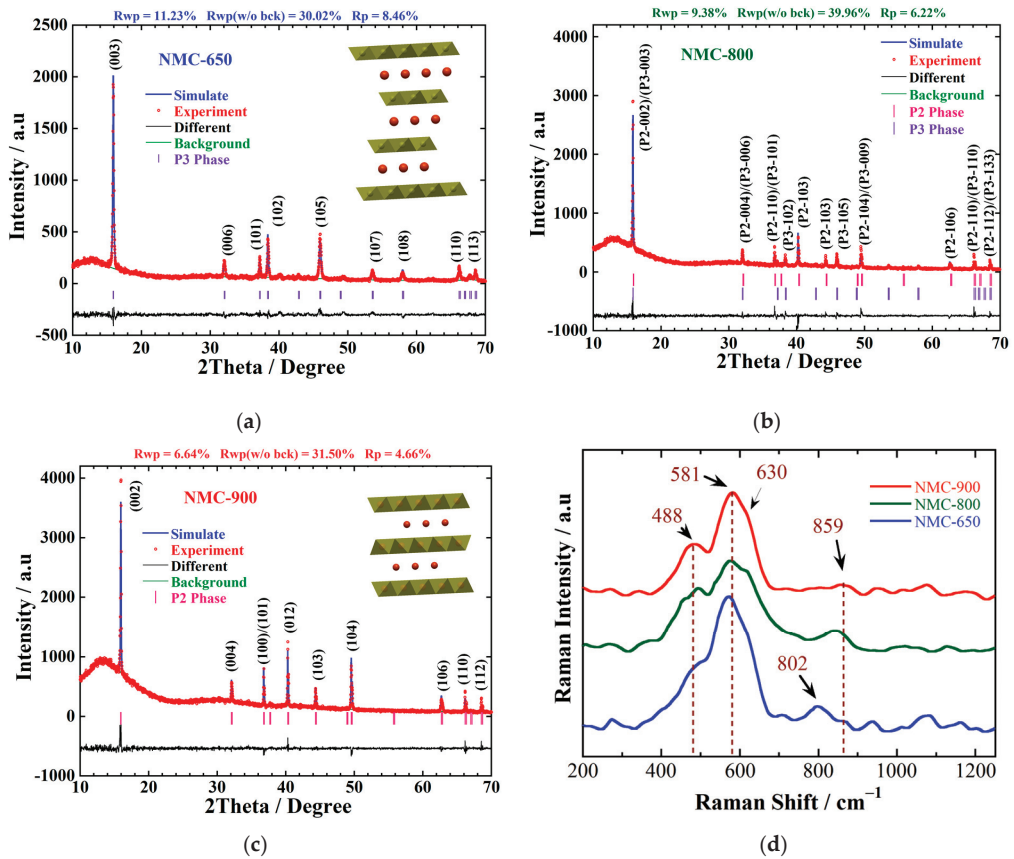 Rwp = 11.23% Rwp(w/o bck) = 30.02% Rp = 8.46%
NMC-650
(003)
Simulate
Experiment
Different
Background
P3 Phase
(006)
(101)
(102)
(105)
(107)
(108)
(110)
(113)
2500
2000
1500
1000
500
0
-500
Intensity / a.u
10 20 30 40 50 60 70
2Theta / Degree
(a)
Rwp = 9.38% Rwp(w/o bck) = 39.96% Rp = 6.22%
NMC-800
(P2-002)/(P3-003)
Simulate
Experiment
Different
Background
P2 Phase
P3 Phase
(P2-004)/(P3-006)
(P2-110)/(P3-101)
(P3-102)
(P2-103)
(P2-103)
(P3-105)
(P2-104)/(P3-009)
(P2-106)
(P2-110)/(P3-110)
(P2-112)/(P3-133)
4000
3000
2000
1000
0
-1000
Intensity / a.u
10 20 30 40 50 60 70
2Theta / Degree
(b)
Rwp = 6.64% Rwp(w/o bck) = 31.50% Rp = 4.66%
NMC-900
(002)
Simulate
Experiment
Different
Background
P2 Phase
(004)
(100)/(101)
(012)
(103)
(104)
(106)
(110)
(112)
4000
3000
2000
1000
0
-1000
Intensity / a.u
10 20 30 40 50 60 70
2Theta / Degree
(c)
581
630
488
859
802
NMC-900
NMC-800
NMC-650
Raman Intensity / a.u
200 400 600 800 1000 1200
Raman Shift / cm⁻¹
(d)